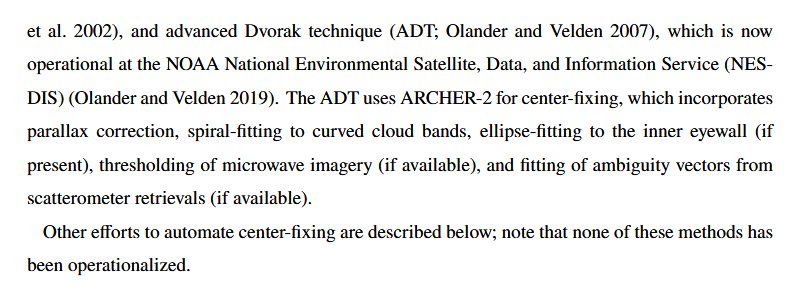 et al. 2002), and advanced Dvorak technique (ADT; Olander and Velden 2007), which is now
operational at the NOAA National Environmental Satellite, Data, and Information Service (NES-
DIS) (Olander and Velden 2019). The ADT uses ARCHER-2 for center-fixing, which incorporates
parallax correction, spiral-fitting to curved cloud bands, ellipse-fitting to the inner eyewall (if
present), thresholding of microwave imagery (if available), and fitting of ambiguity vectors from
scatterometer retrievals (if available).
Other efforts to automate center-fixing are described below; note that none of these methods has
been operationalized.